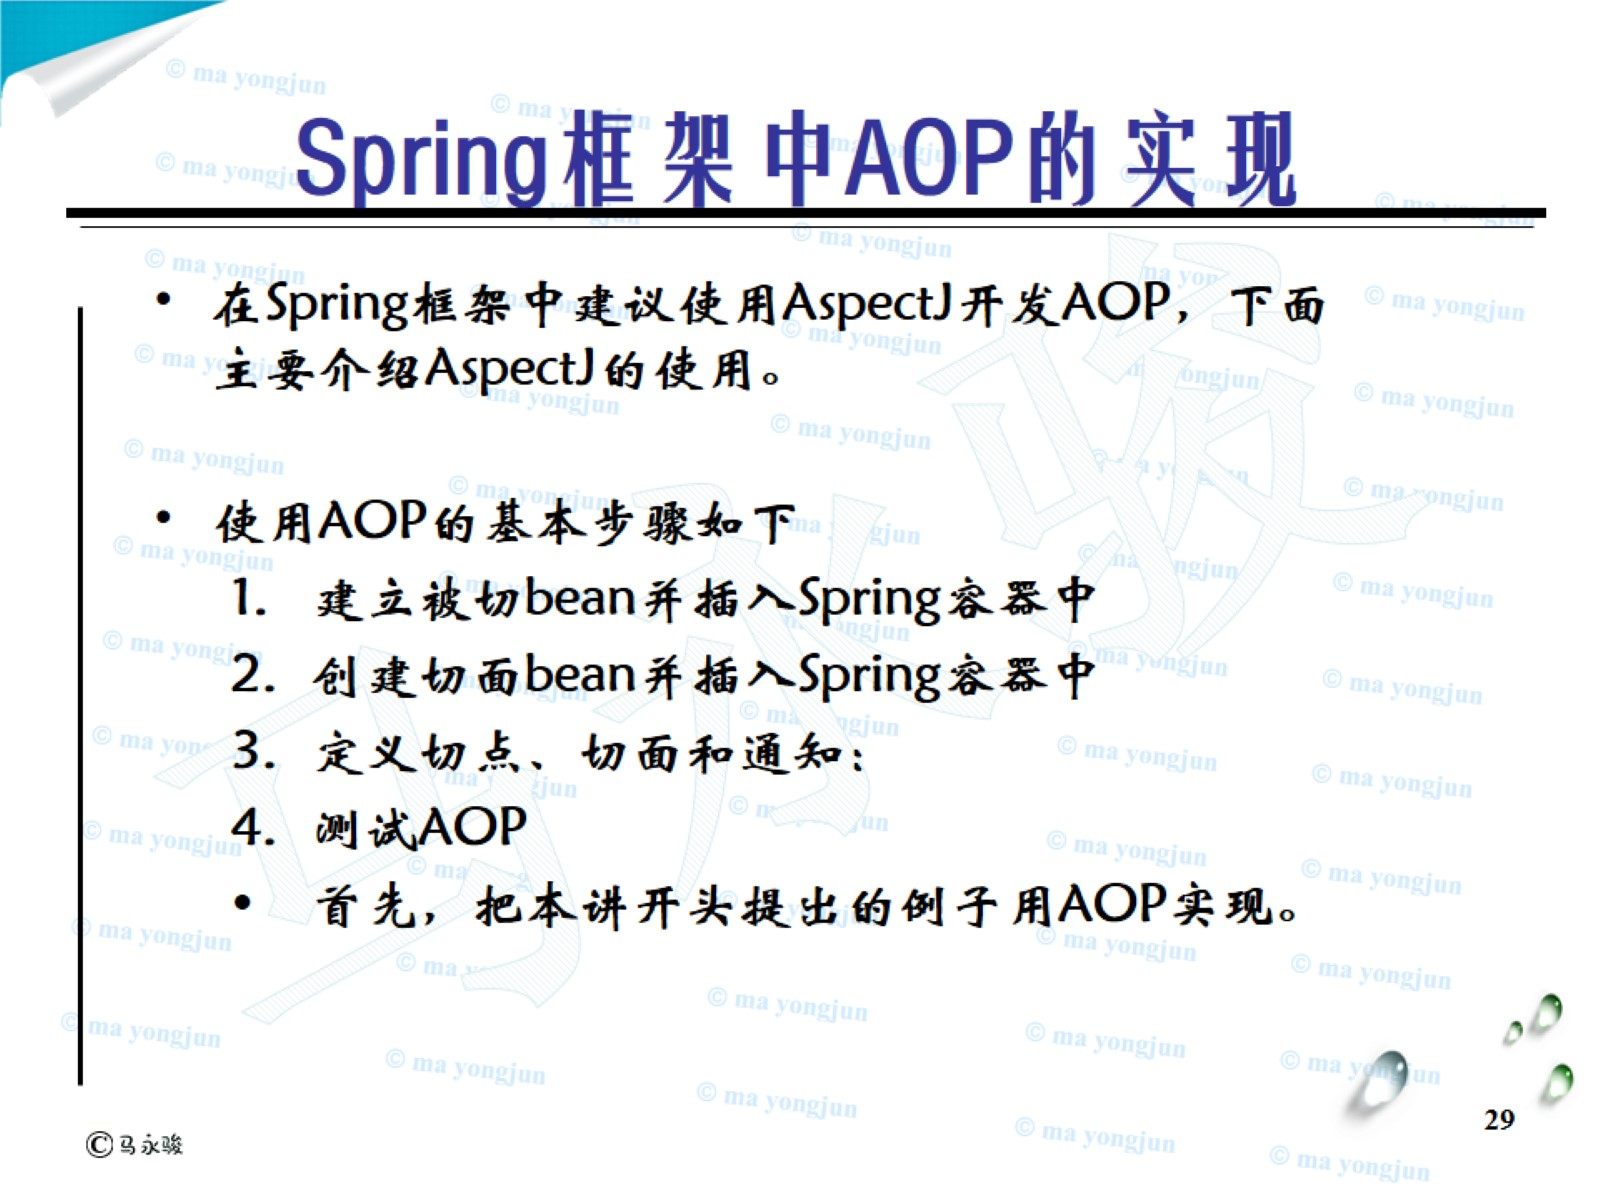 Spring框架中AOP的实现
• 在Spring框架中建议使用AspectJ开发AOP，下面
主要介绍AspectJ的使用。
• 使用AOP的基本步骤如下
1. 建立被切bean并插入Spring容器中
2. 创建切面bean并插入Spring容器中
3. 定义切点、切面和通知；
4. 测试AOP
• 首先，把本讲开头提出的例子用AOP实现。
29
©马永骏
马永骏
© ma yongjun